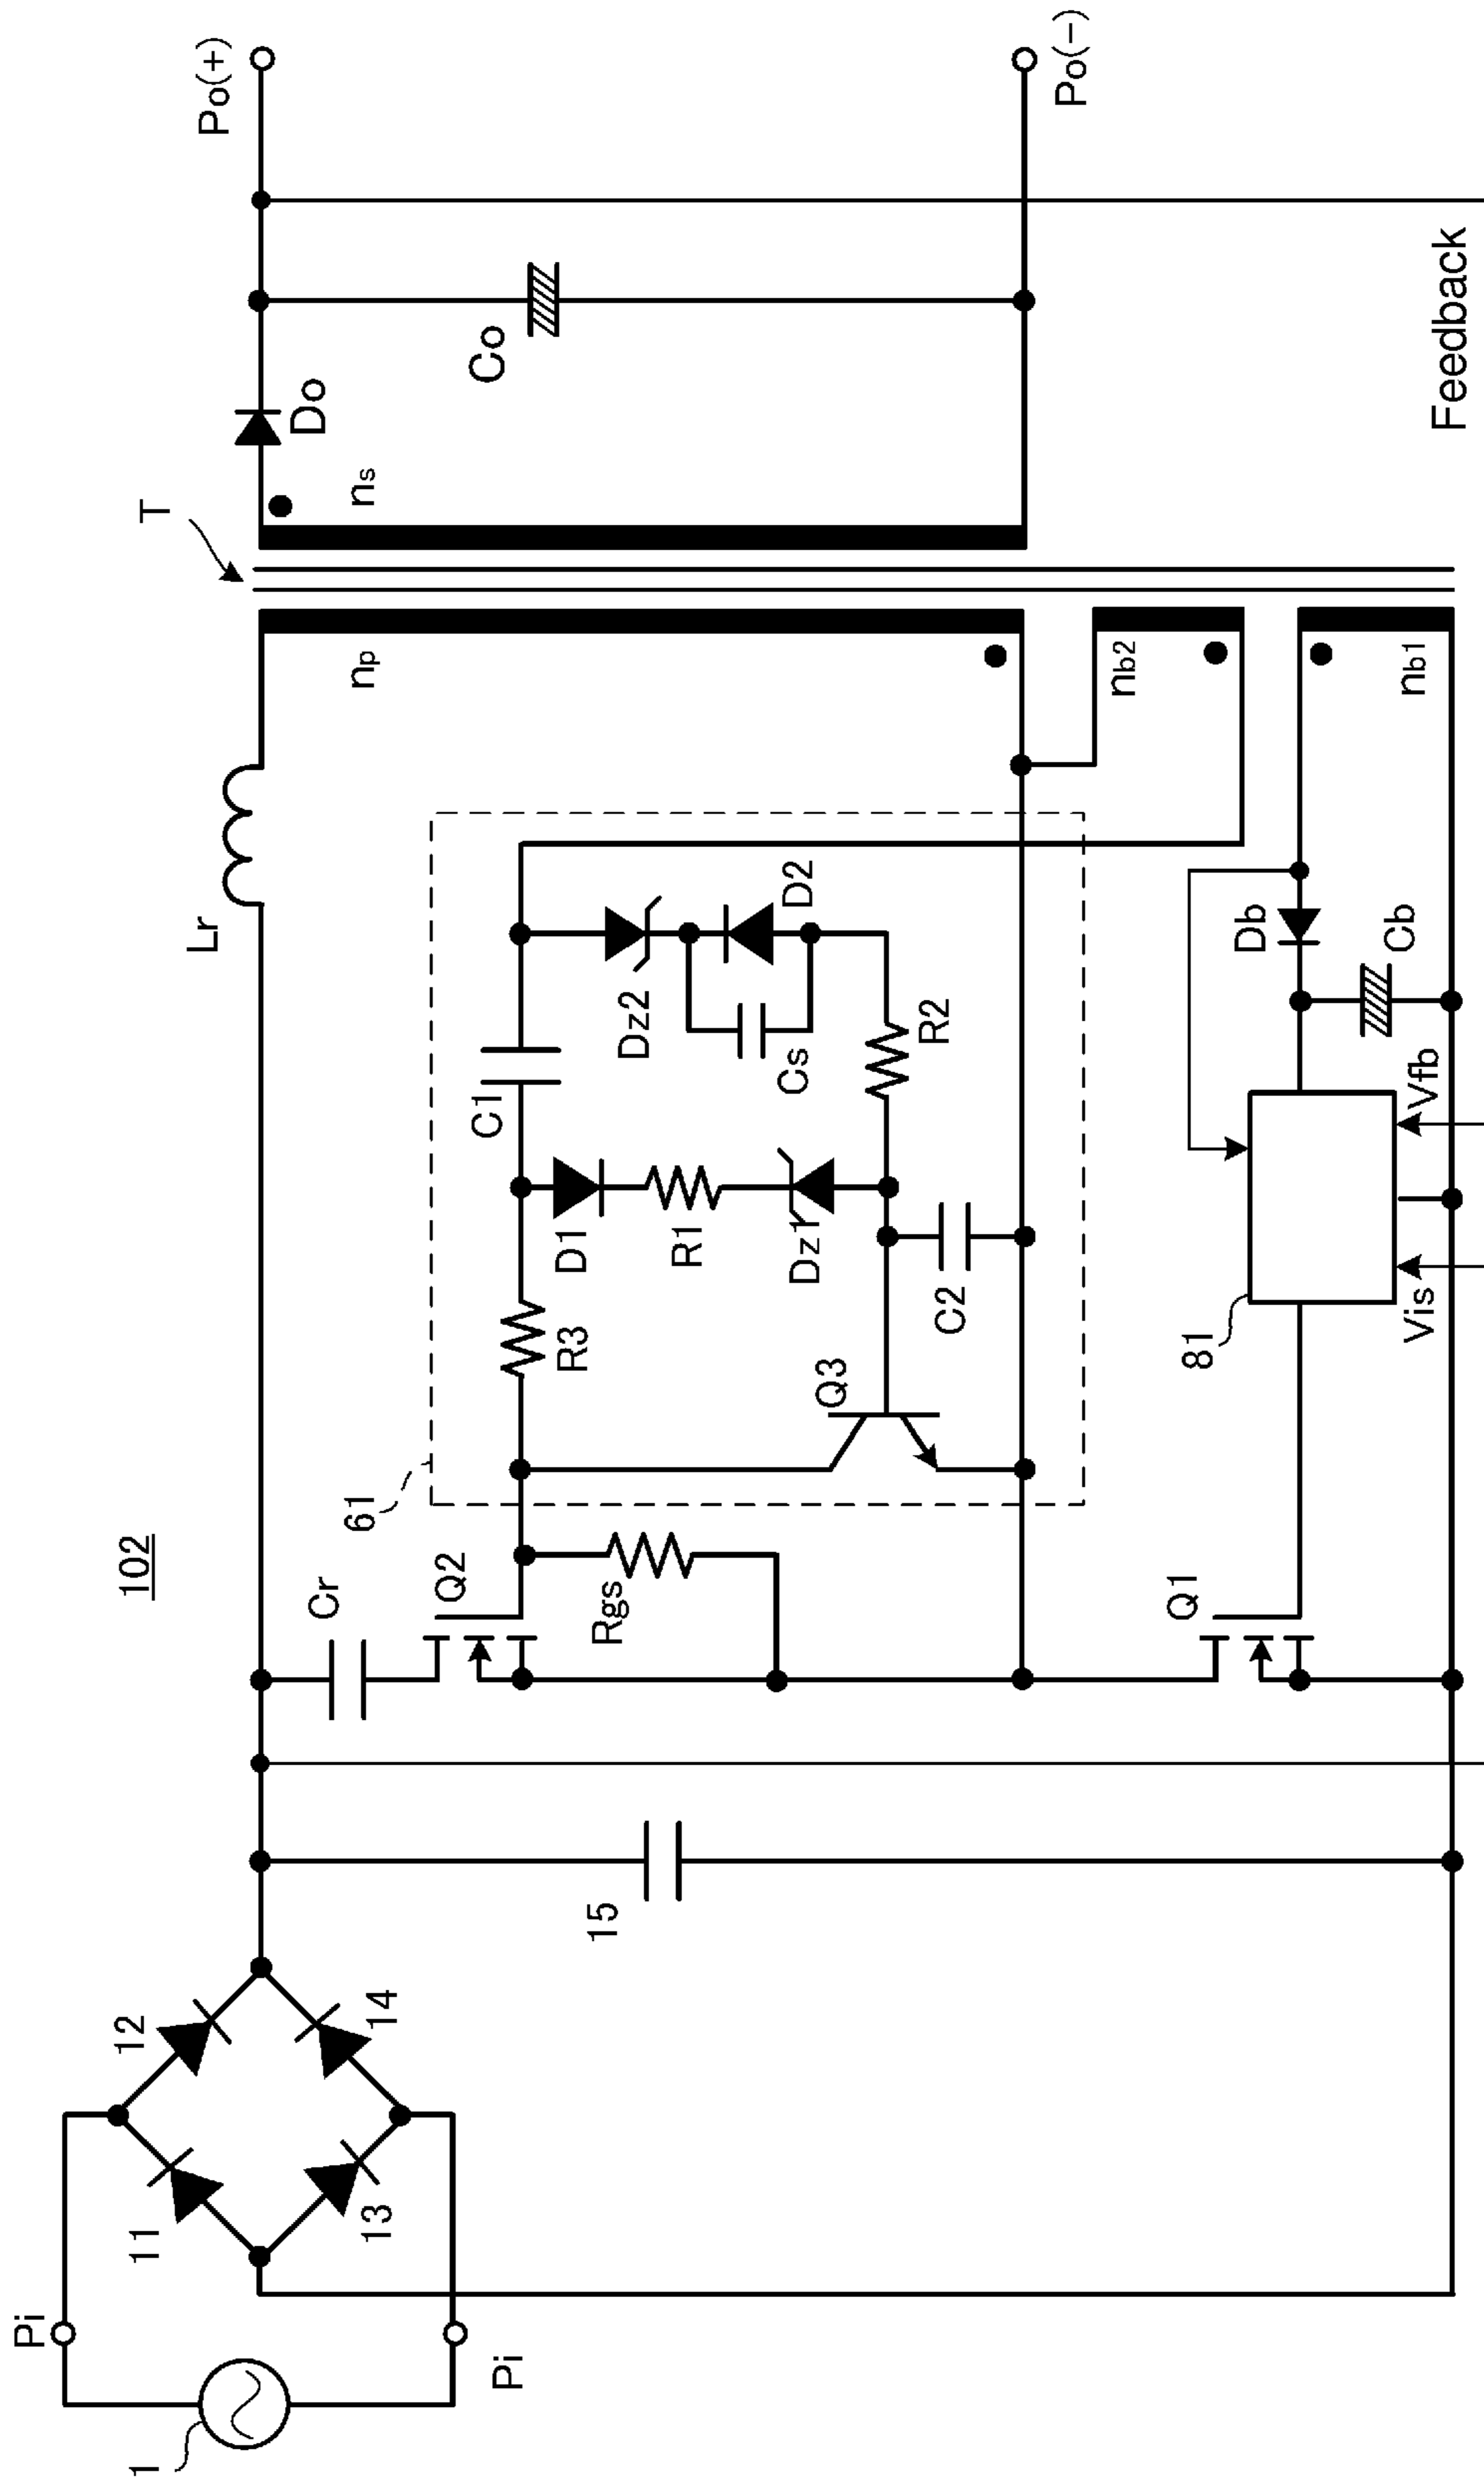 102
T
Lr
Cr
Q2
61
Rgs
R3
D1
R1
Dz1
C1
Dz2
D2
Cs
R2
C2
Q3
np
ns
Do
Co
Po(+)
Po(-)
nb2
nb1
Db
Cb
Vfb
Vis
81
Q1
15
12
14
11
13
Pi
Pi
1
Feedback